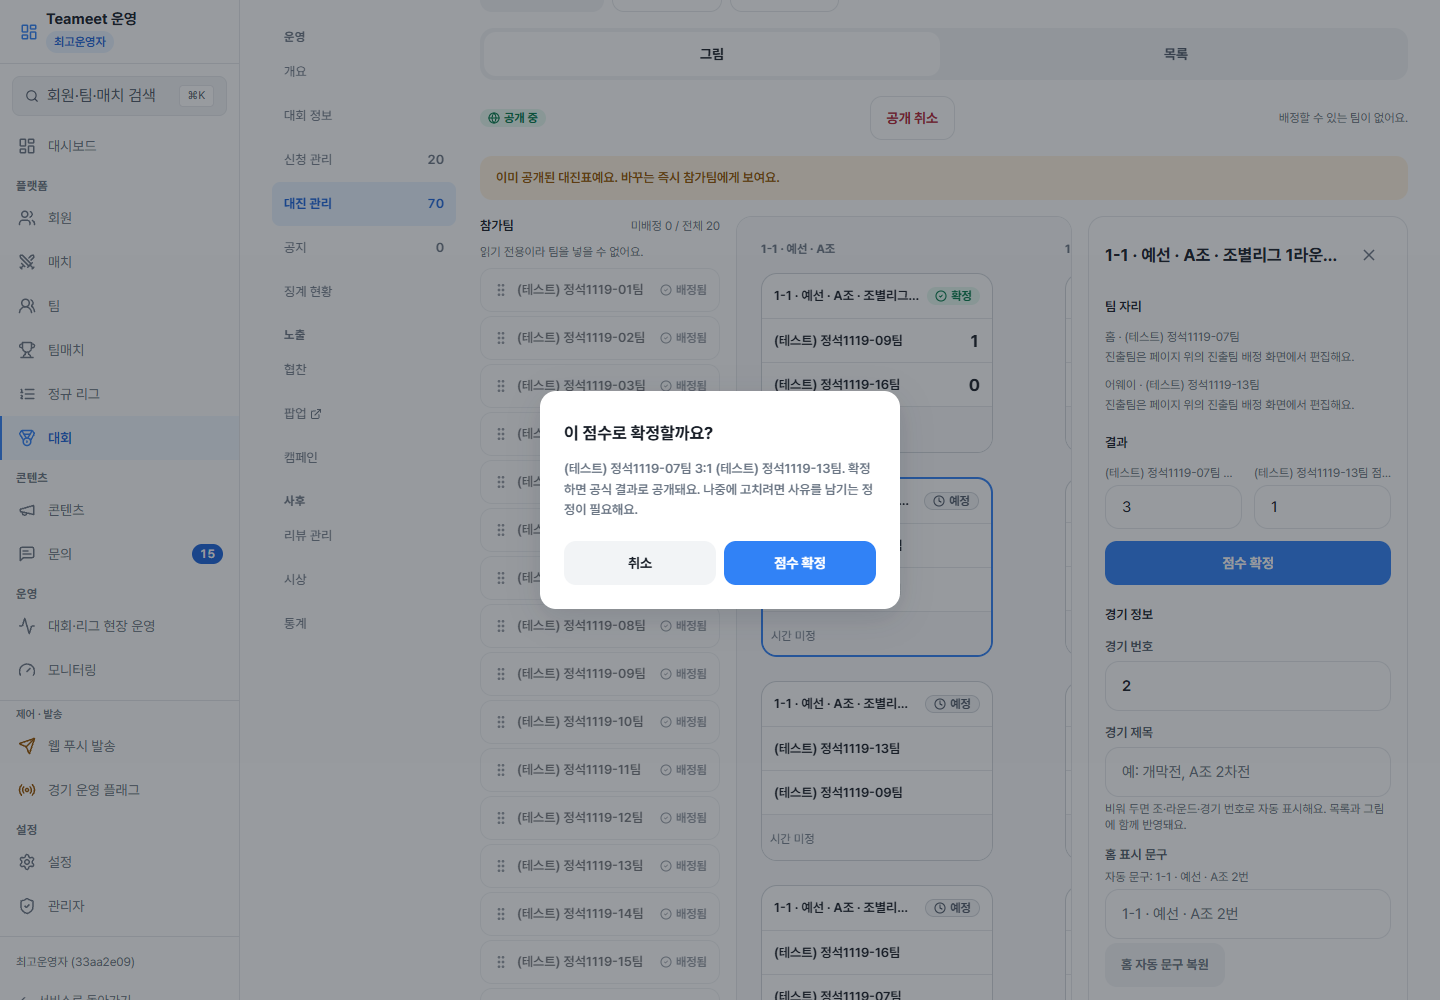 Teameet 운영
최고운영자
회원·팀·매치 검색
⌘K
대시보드
플랫폼
회원
매치
팀
팀매치
정규 리그
대회
콘텐츠
콘텐츠
문의
15
운영
대회·리그 현장 운영
모니터링
제어 · 발송
웹 푸시 발송
경기 운영 플래그
설정
설정
관리자
최고운영자 (33aa2e09)
운영
개요
대회 정보
신청 관리
20
대진 관리
70
공지
0
징계 현황
노출
협찬
팝업
캠페인
사후
리뷰 관리
시상
통계
그림
목록
공개 중
공개 취소
배정할 수 있는 팀이 없어요.
이미 공개된 대진표예요. 바꾸는 즉시 참가팀에게 보여요.
참가팀
미배정 0 / 전체 20
읽기 전용이라 팀을 넣을 수 없어요.
(테스트) 정석1119-01팀
배정됨
(테스트) 정석1119-02팀
배정됨
(테스트) 정석1119-03팀
배정됨
(테스트) 정석1119-08팀
배정됨
(테스트) 정석1119-09팀
배정됨
(테스트) 정석1119-10팀
배정됨
(테스트) 정석1119-11팀
배정됨
(테스트) 정석1119-12팀
배정됨
(테스트) 정석1119-13팀
배정됨
(테스트) 정석1119-14팀
배정됨
(테스트) 정석1119-15팀
배정됨
1-1 · 예선 · A조
1-1 · 예선 · A조 · 조별리그...
확정
(테스트) 정석1119-09팀
1
(테스트) 정석1119-16팀
0
예정
시간 미정
1-1 · 예선 · A조 · 조별리...
예정
(테스트) 정석1119-13팀
(테스트) 정석1119-09팀
시간 미정
1-1 · 예선 · A조 · 조별리...
예정
(테스트) 정석1119-16팀
(테스트) 정석1119-07팀
이 점수로 확정할까요?
(테스트) 정석1119-07팀 3:1 (테스트) 정석1119-13팀. 확정
하면 공식 결과로 공개돼요. 나중에 고치려면 사유를 남기는 정
정이 필요해요.
취소
점수 확정
1-1 · 예선 · A조 · 조별리그 1라운...
팀 자리
홈 · (테스트) 정석1119-07팀
진출팀은 페이지 위의 진출팀 배정 화면에서 편집해요.
어웨이 · (테스트) 정석1119-13팀
진출팀은 페이지 위의 진출팀 배정 화면에서 편집해요.
결과
(테스트) 정석1119-07팀 ...
(테스트) 정석1119-13팀 점...
3
1
점수 확정
경기 정보
경기 번호
2
경기 제목
예: 개막전, A조 2차전
비워 두면 조·라운드·경기 번호로 자동 표시해요. 목록과 그림
에 함께 반영돼요.
홈 표시 문구
자동 문구: 1-1 · 예선 · A조 2번
1-1 · 예선 · A조 2번
홈 자동 문구 복원